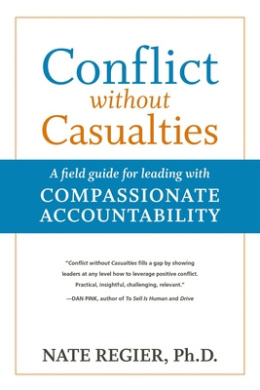 Conflict
without
Casualties
A field guide for leading with
COMPASSIONATE
ACCOUNTABILITY
"Conflict without Casualties fills a gap by showing
leaders at any level how to leverage positive conflict.
Practical, insightful, challenging, relevant."
—DAN PINK, author of To Sell Is Human and Drive
NATE REGIER, Ph.D.